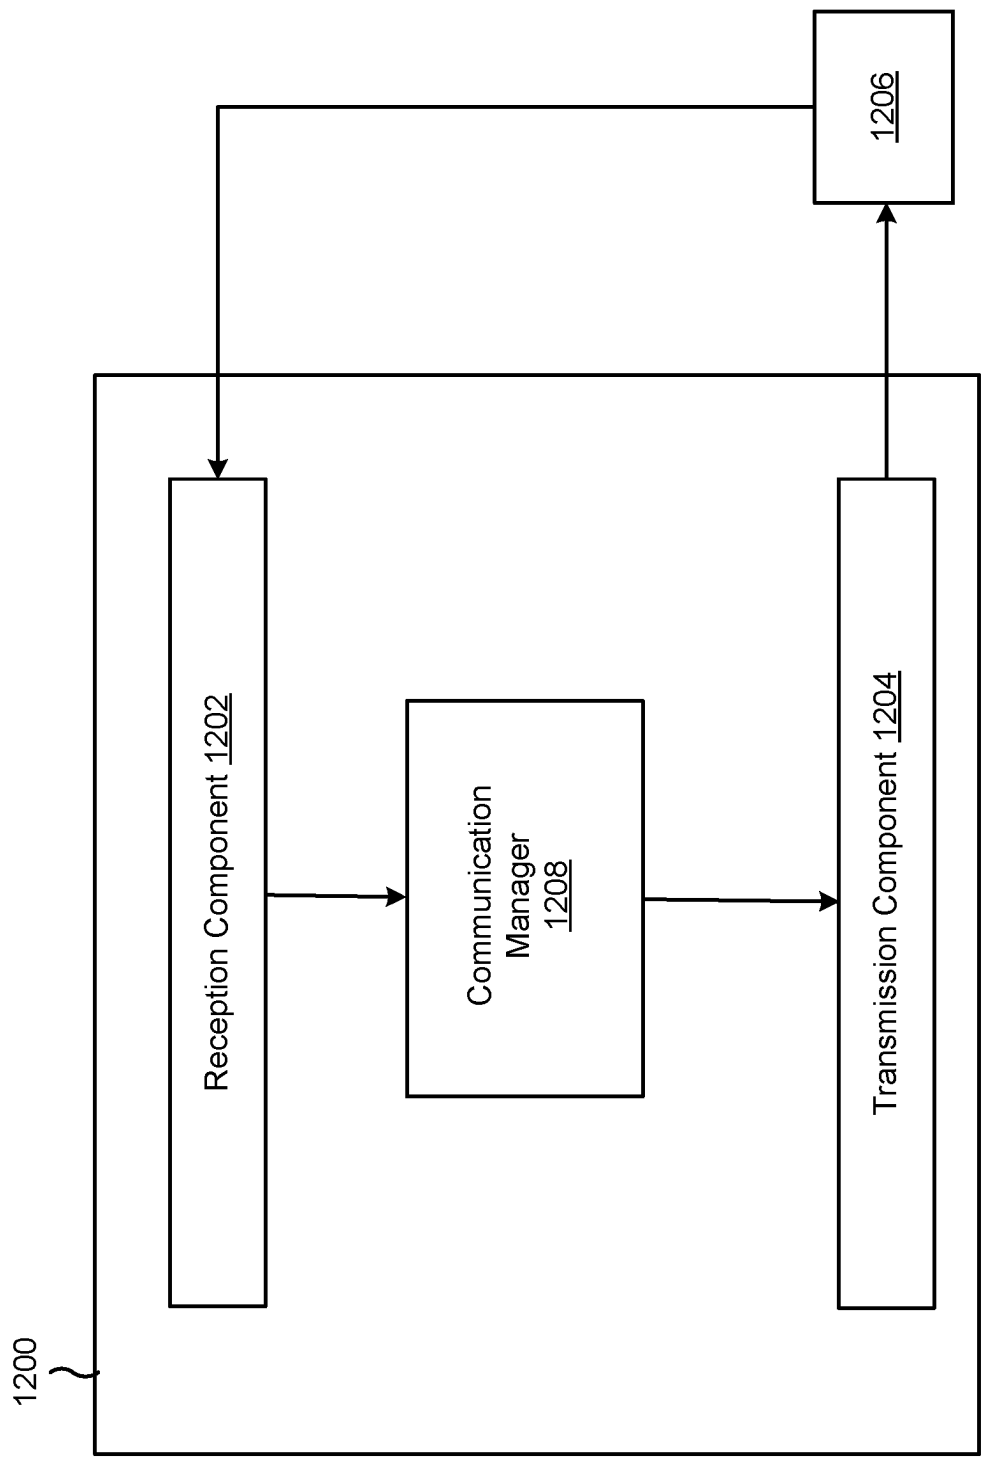 1200
Reception Component 1202
Communication
Manager
1208
Transmission Component 1204
1206